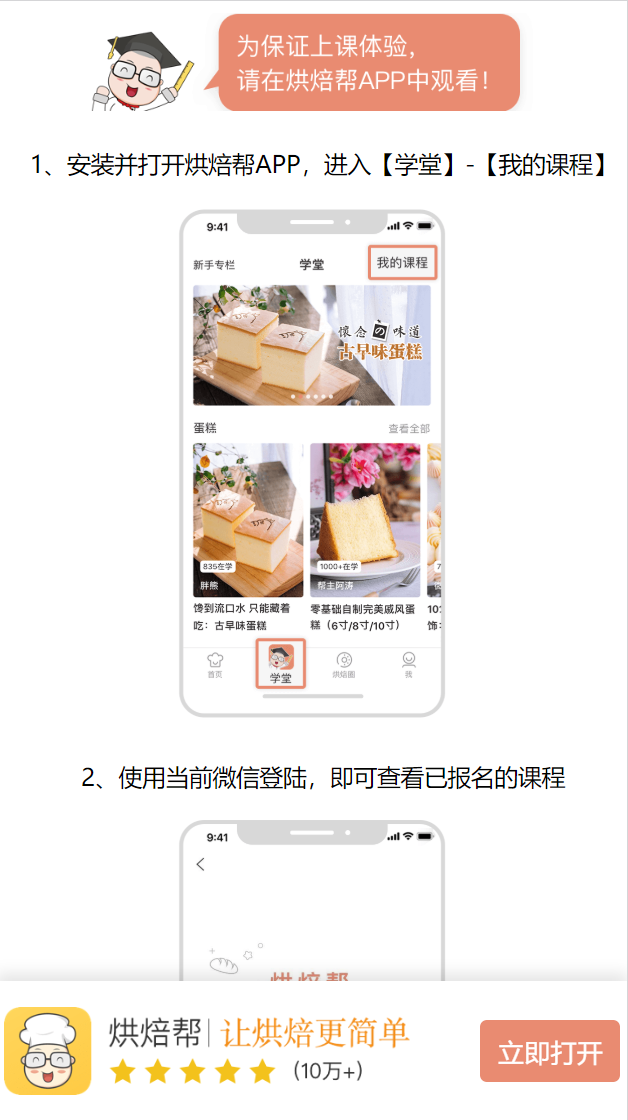 为保证上课体验，
请在烘焙帮APP中观看！
1、安装并打开烘焙帮APP，进入【学堂】-【我的课程】
9:41
新手专栏
学堂
我的课程
怀念の味道
古早味蛋糕
蛋糕
查看全部
835在学
胖熊
1000+在学
帮主阿涛
馋到流口水 只能藏着
吃：古早味蛋糕
零基础自制完美戚风蛋
糕（6寸/8寸/10寸）
首页
学堂
烘焙圈
我
2、使用当前微信登陆，即可查看已报名的课程
9:41
烘焙帮
烘焙帮|让烘焙更简单
(10万+)
立即打开